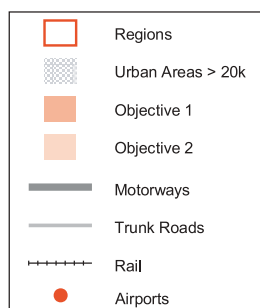 Regions
Urban Areas > 20k
Objective 1
Objective 2
Motorways
Trunk Roads
Rail
Airports